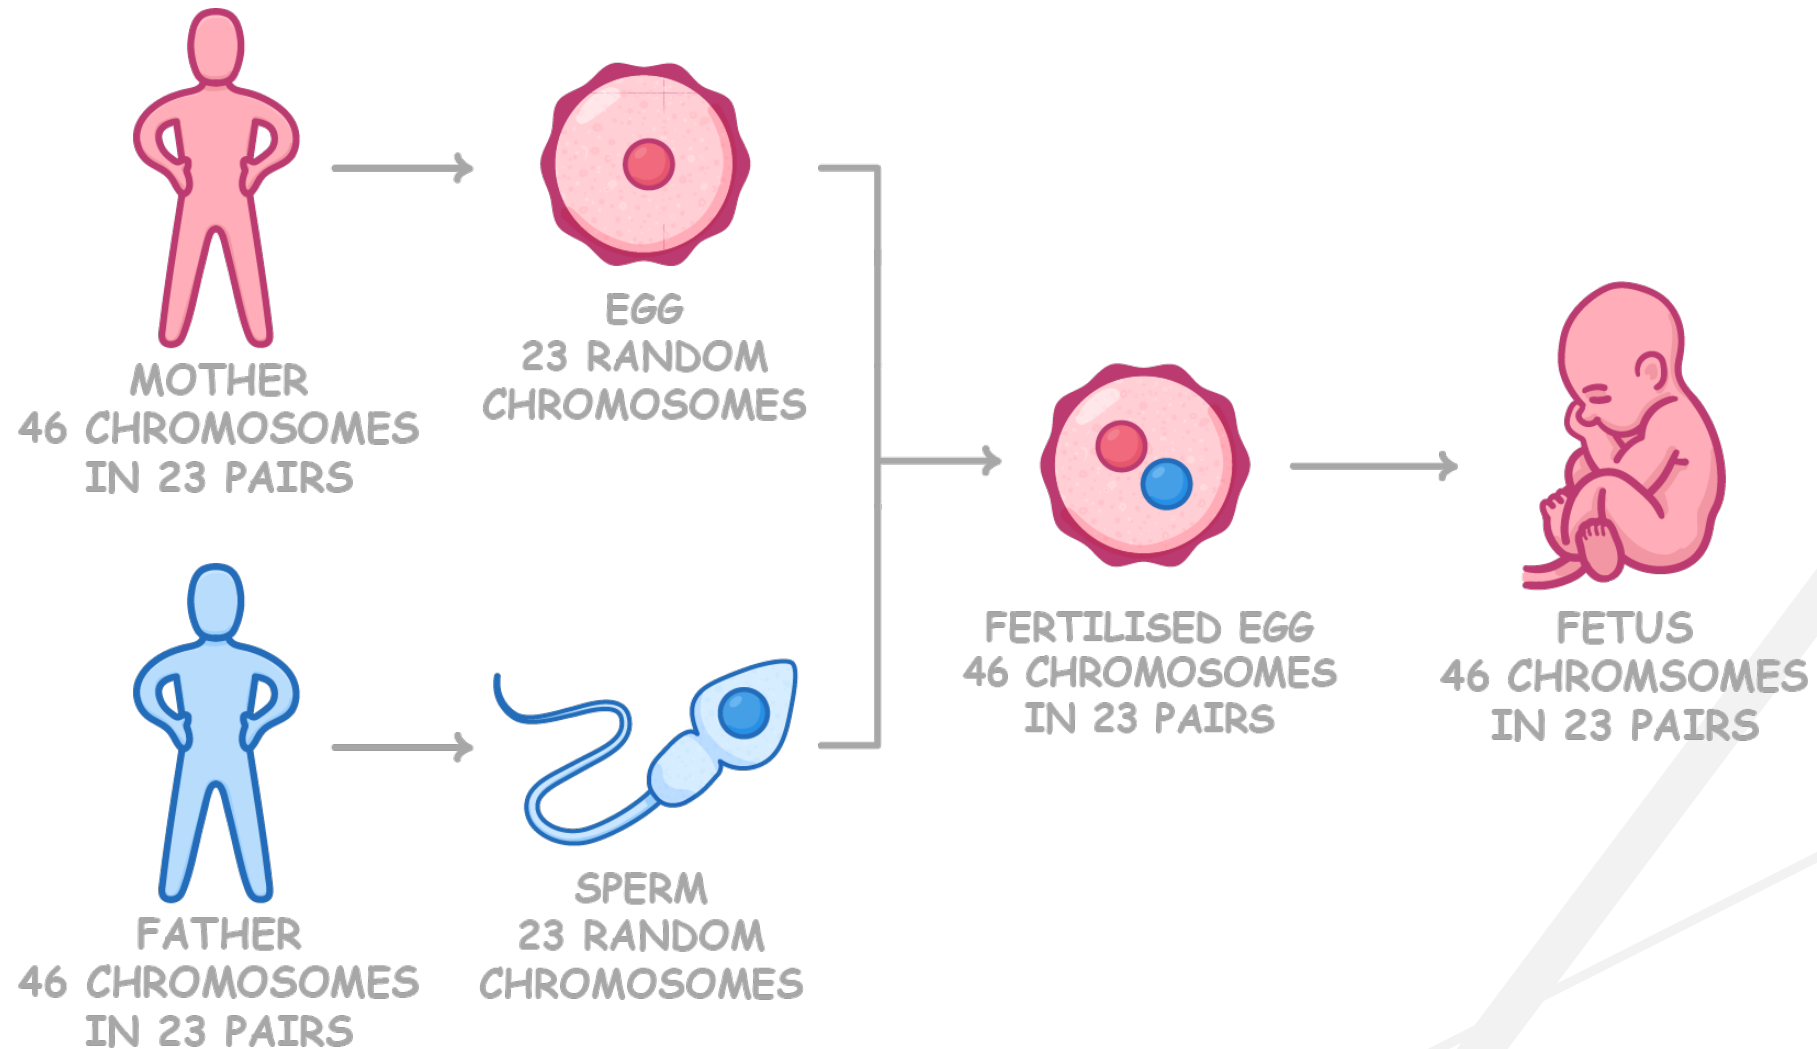 MOTHER
46 CHROMOSOMES
IN 23 PAIRS
EGG
23 RANDOM
CHROMOSOMES
FATHER
46 CHROMOSOMES
IN 23 PAIRS
SPERM
23 RANDOM
CHROMOSOMES
FERTILISED EGG
46 CHROMOSOMES
IN 23 PAIRS
FETUS
46 CHROMSOMES
IN 23 PAIRS